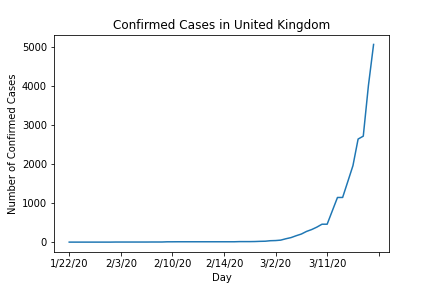 Confirmed Cases in United Kingdom
5000
4000
3000
2000
1000
0
Number of Confirmed Cases
1/22/20 2/3/20 2/10/20 2/14/20 3/2/20 3/11/20
Day